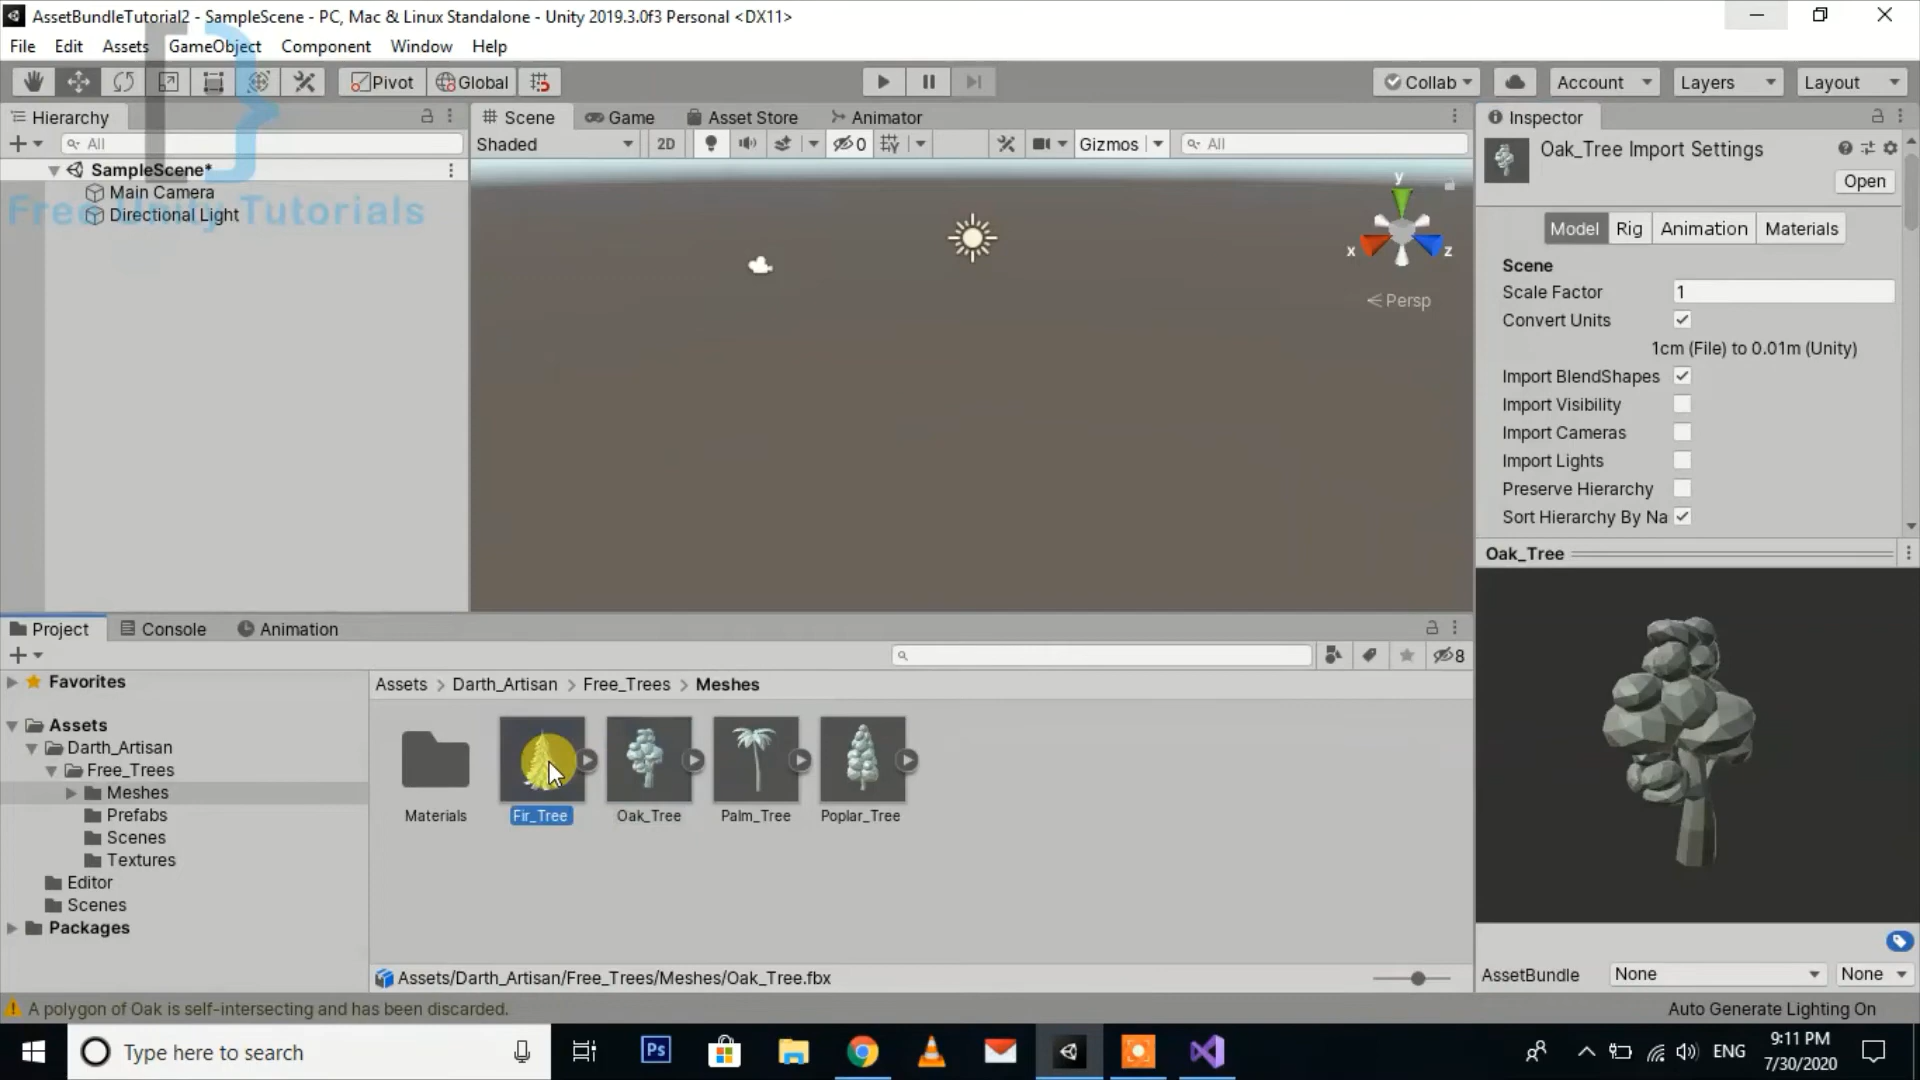 AssetBundleTutorial2 - SampleScene - PC, Mac & Linux Standalone - Unity 2019.3.0f3 Personal <DX11>
File Edit Assets GameObject Component Window Help
Pivot Global Collab Account Layers Layout
Hierarchy
All
SampleScene*
Main Camera
Directional Light
Free Unity Tutorials
Scene Game Asset Store Animator
Shaded 2D 0 Gizmos All
y
x z
Persp
Inspector
Oak_Tree Import Settings
Open
Model Rig Animation Materials
Scene
Scale Factor 1
Convert Units
1cm (File) to 0.01m (Unity)
Import BlendShapes
Import Visibility
Import Cameras
Import Lights
Preserve Hierarchy
Sort Hierarchy By Na
Oak_Tree
AssetBundle None None
Project Console Animation
8
Favorites
Assets
Darth_Artisan
Free_Trees
Meshes
Prefabs
Scenes
Textures
Editor
Scenes
Packages
Assets > Darth_Artisan > Free_Trees > Meshes
Materials Fir_Tree Oak_Tree Palm_Tree Poplar_Tree
Assets/Darth_Artisan/Free_Trees/Meshes/Oak_Tree.fbx
A polygon of Oak is self-intersecting and has been discarded.
Auto Generate Lighting On
Type here to search
Ps
ENG
9:11 PM
7/30/2020